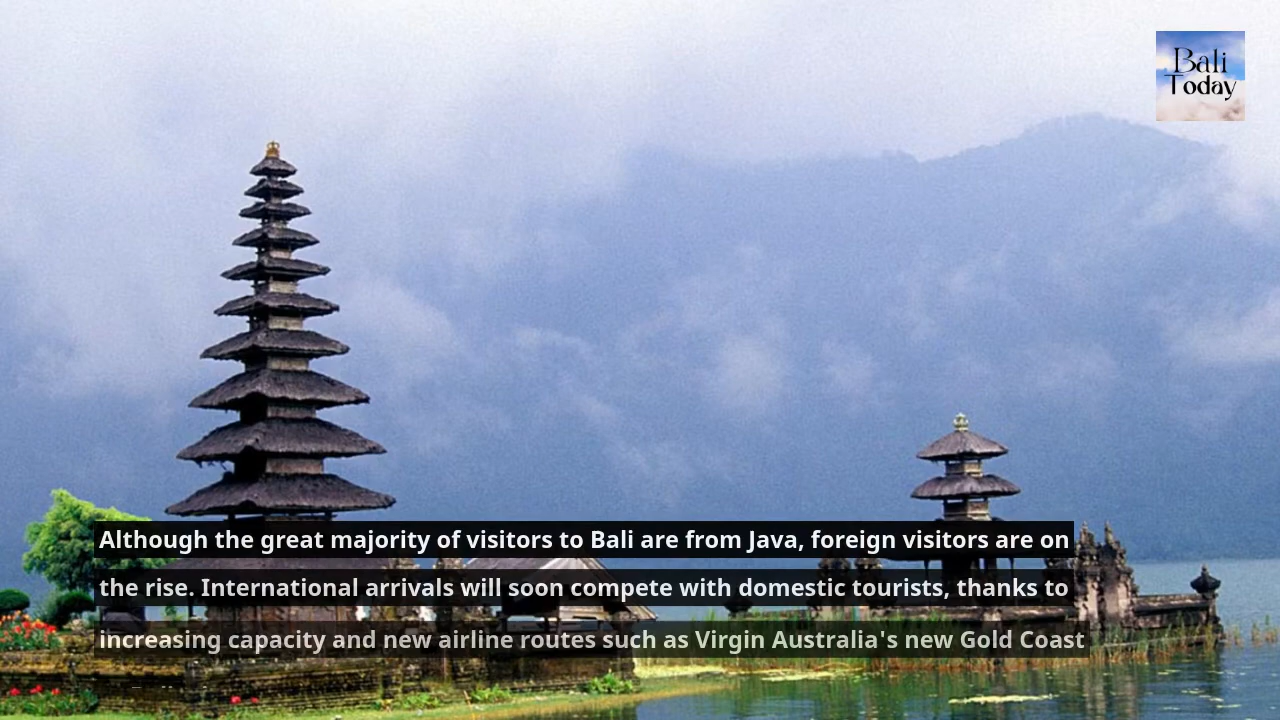 Bali
Today
Although the great majority of visitors to Bali are from Java, foreign visitors are on
the rise. International arrivals will soon compete with domestic tourists, thanks to
increasing capacity and new airline routes such as Virgin Australia's new Gold Coast